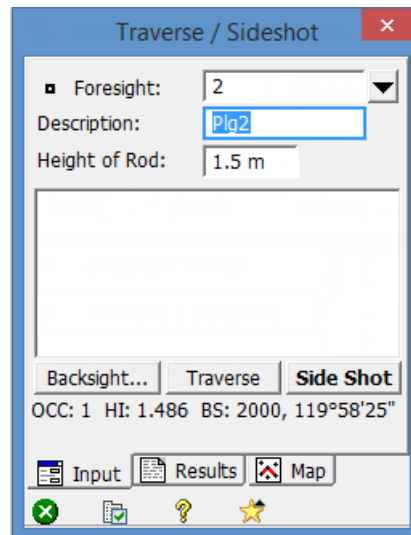 Traverse / Sideshot
Foresight: 2
Description: Plg2
Height of Rod: 1.5 m
Backsight... Traverse Side Shot
OCC: 1 HI: 1.486 BS: 2000, 119°58'25"
Input Results Map